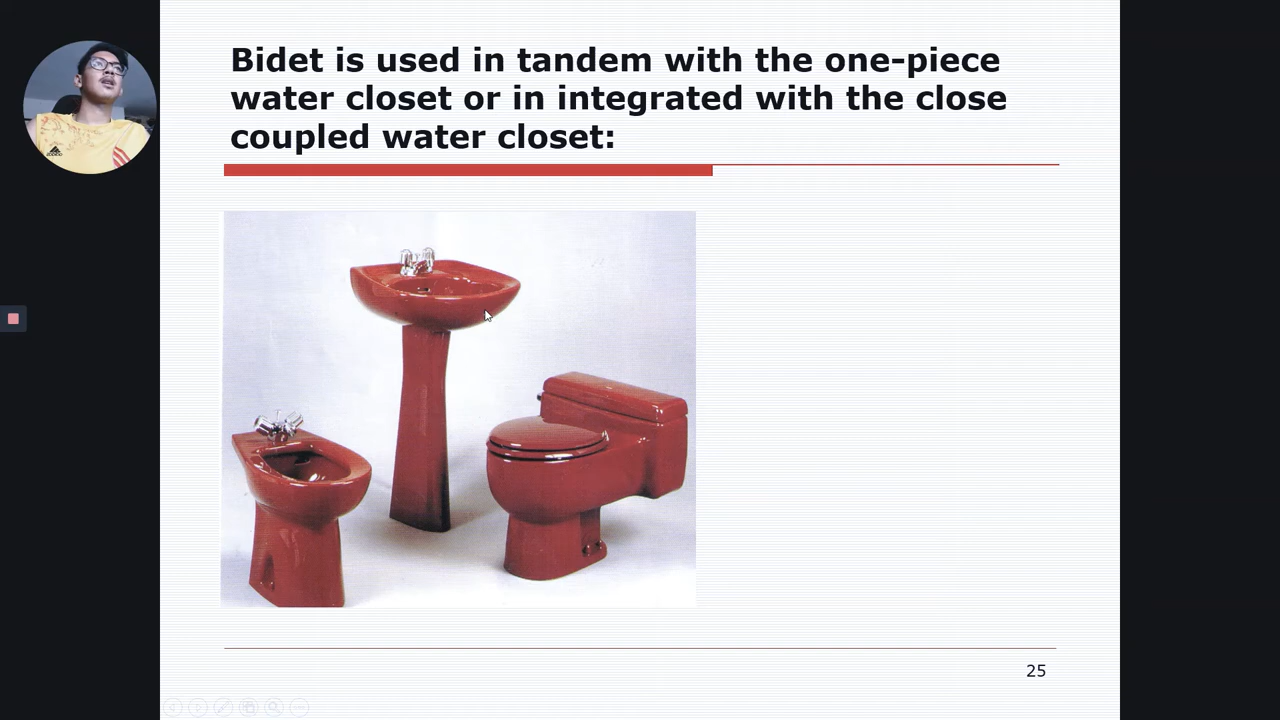 Bidet is used in tandem with the one-piece
water closet or in integrated with the close
coupled water closet:
25